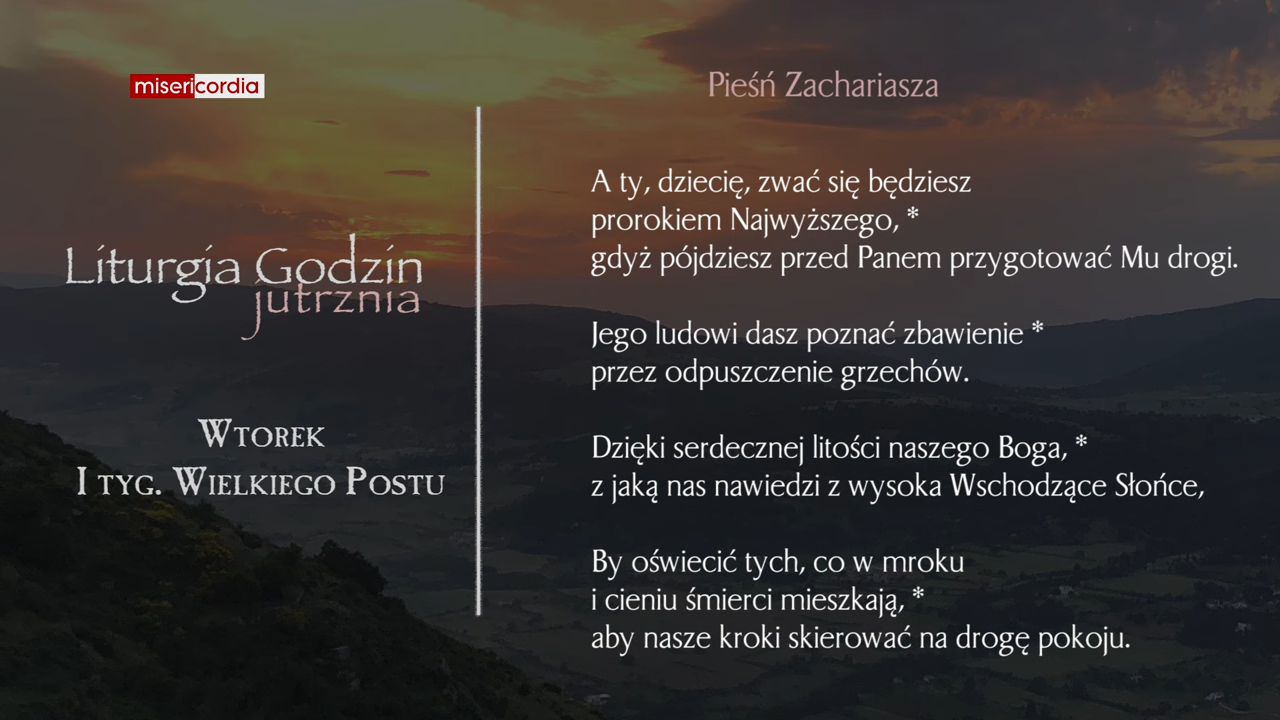 misericordia
Liturgia Godzin
jutrznia
Wtorek
I tyg. Wielkiego Postu
Pieśń Zachariasza
A ty, dziecię, zwać się będziesz
prorokiem Najwyższego, *
gdyż pójdziesz przed Panem przygotować Mu drogi.
Jego ludowi dasz poznać zbawienie *
przez odpuszczenie grzechów.
Dzięki serdecznej litości naszego Boga, *
z jaką nas nawiedzi z wysoka Wschodzące Słońce,
By oświecić tych, co w mroku
i cieniu śmierci mieszkają, *
aby nasze kroki skierować na drogę pokoju.